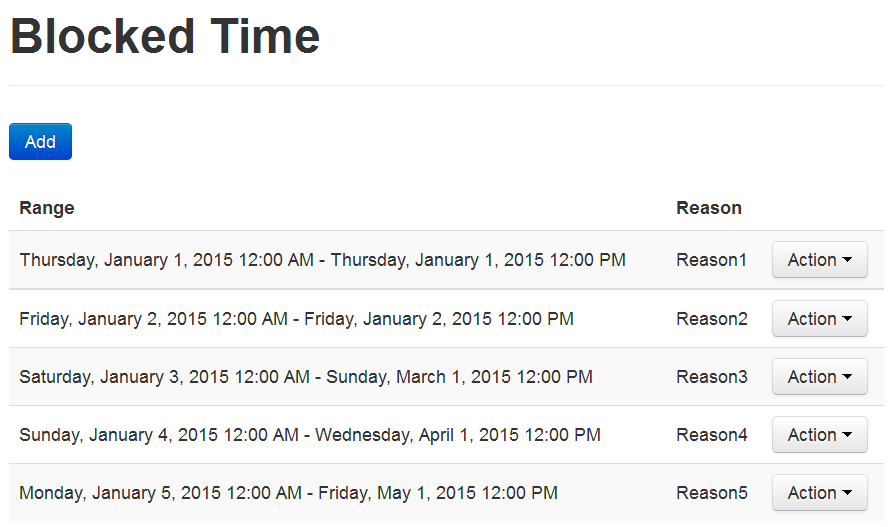 Blocked Time
Add
Range Reason
Thursday, January 1, 2015 12:00 AM - Thursday, January 1, 2015 12:00 PM Reason1 Action
Friday, January 2, 2015 12:00 AM - Friday, January 2, 2015 12:00 PM Reason2 Action
Saturday, January 3, 2015 12:00 AM - Sunday, March 1, 2015 12:00 PM Reason3 Action
Sunday, January 4, 2015 12:00 AM - Wednesday, April 1, 2015 12:00 PM Reason4 Action
Monday, January 5, 2015 12:00 AM - Friday, May 1, 2015 12:00 PM Reason5 Action